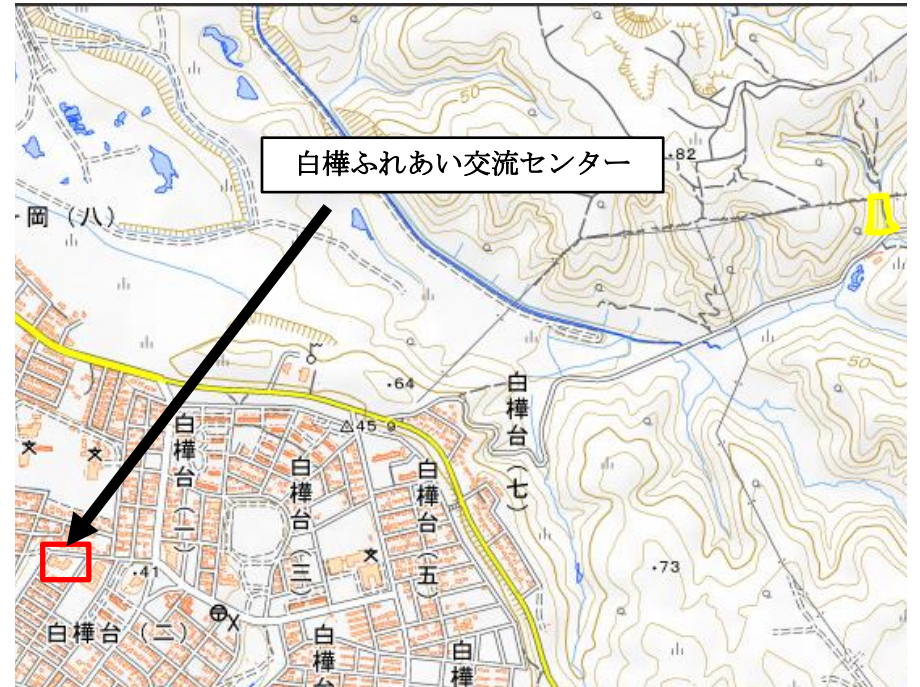 50
白樺ふれあい交流センター
・82
岡(八)
・64
50
白樺台(七)
45.9
白樺台(一)
白樺台(三)
白樺台(五)
・73
・41
白樺台(二)
白樺
白樺